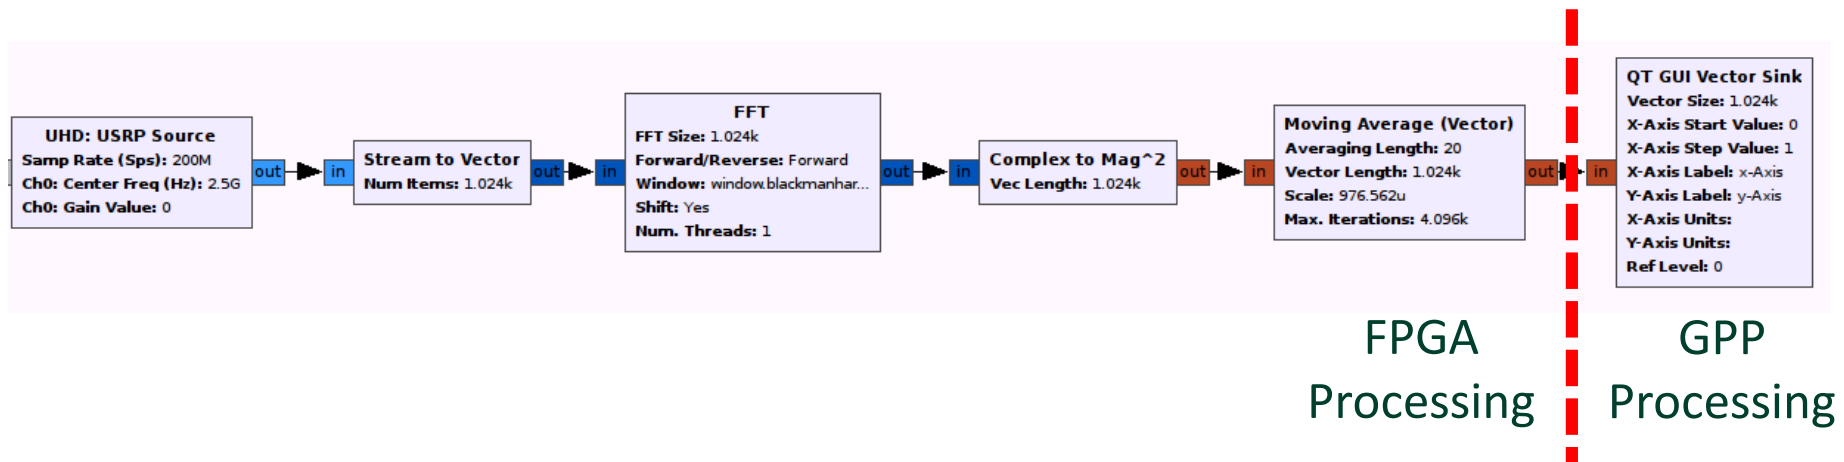 UHD: USRP Source
Samp Rate (Sps): 200M
Ch0: Center Freq (Hz): 2.5G
Ch0: Gain Value: 0
out
in
Stream to Vector
Num Items: 1.024k
out
in
FFT
FFT Size: 1.024k
Forward/Reverse: Forward
Window: window.blackmanhar...
Shift: Yes
Num. Threads: 1
out
in
Complex to Mag^2
Vec Length: 1.024k
out
in
Moving Average (Vector)
Averaging Length: 20
Vector Length: 1.024k
Scale: 976.562u
Max. Iterations: 4.096k
out
in
QT GUI Vector Sink
Vector Size: 1.024k
X-Axis Start Value: 0
X-Axis Step Value: 1
X-Axis Label: x-Axis
Y-Axis Label: y-Axis
X-Axis Units:
Y-Axis Units:
Ref Level: 0
FPGA
Processing
GPP
Processing